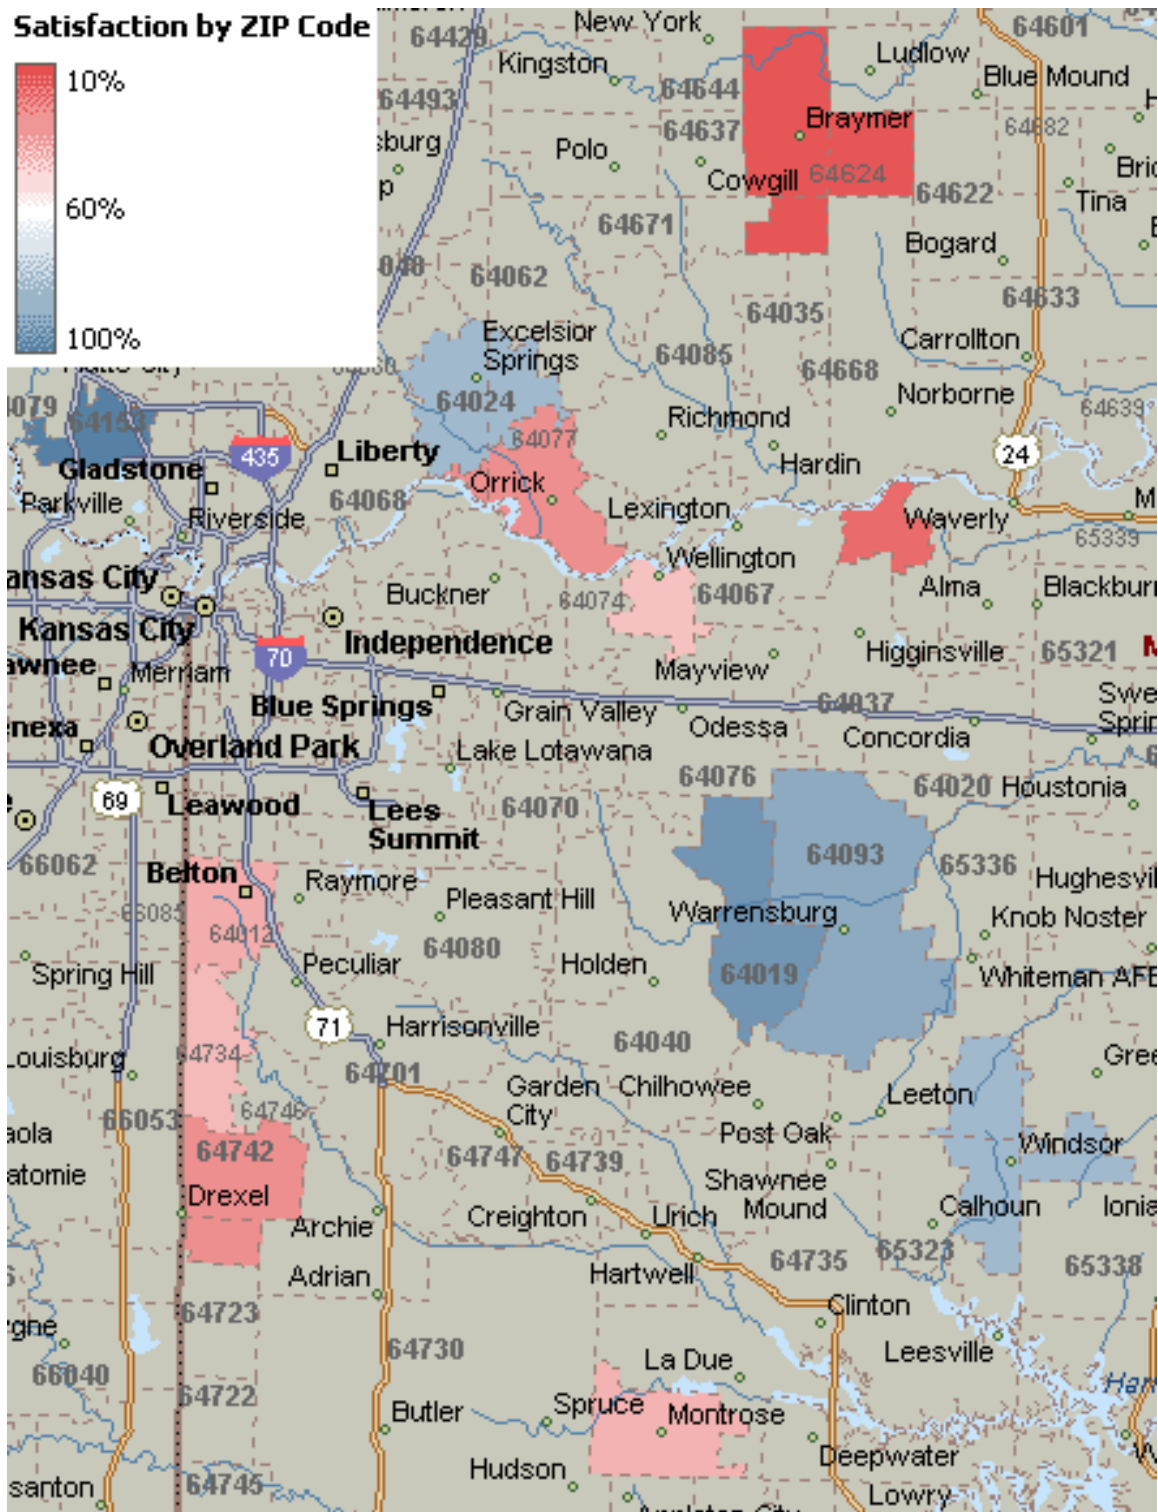 Satisfaction by ZIP Code
10%
60%
100%
64429
New York
Kingston
64493
64644
64637
Polo
Cowgill
Braymer
64624
Ludlow
64601
Blue Mound
64682
64622
Tina
Bogard
64671
64062
64035
64633
Excelsior
Springs
64024
64085
64668
Carrollton
Norborne
64639
64153
Gladstone
435
Liberty
64077
Richmond
Hardin
24
Parkville
Riverside
64068
Orrick
Lexington
Waverly
65339
Wellington
Kansas City
Buckner
64074
64067
Alma
Independence
70
Merriam
Mayview
Higginsville
65321
Blue Springs
Grain Valley
Odessa
64037
Concordia
Overland Park
Lake Lotawana
69
Leawood
Lees
Summit
64070
64076
64020
Houstonia
66062
Belton
Raymore
Pleasant Hill
64093
65336
Warrensburg
Knob Noster
64012
64080
Spring Hill
Peculiar
Holden
64019
Whiteman AFB
71
Harrisonville
64040
Louisburg
64734
64701
Garden
City
Chilhowee
Leeton
66053
64746
64742
64747
64739
Post Oak
Windsor
Shawnee
Mound
Drexel
Archie
Creighton
Urich
Calhoun
65323
Adrian
Hartwell
64735
65338
64723
Clinton
64730
La Due
Leesville
66040
64722
Butler
Spruce
Montrose
Hudson
Deepwater
64745
Lowry